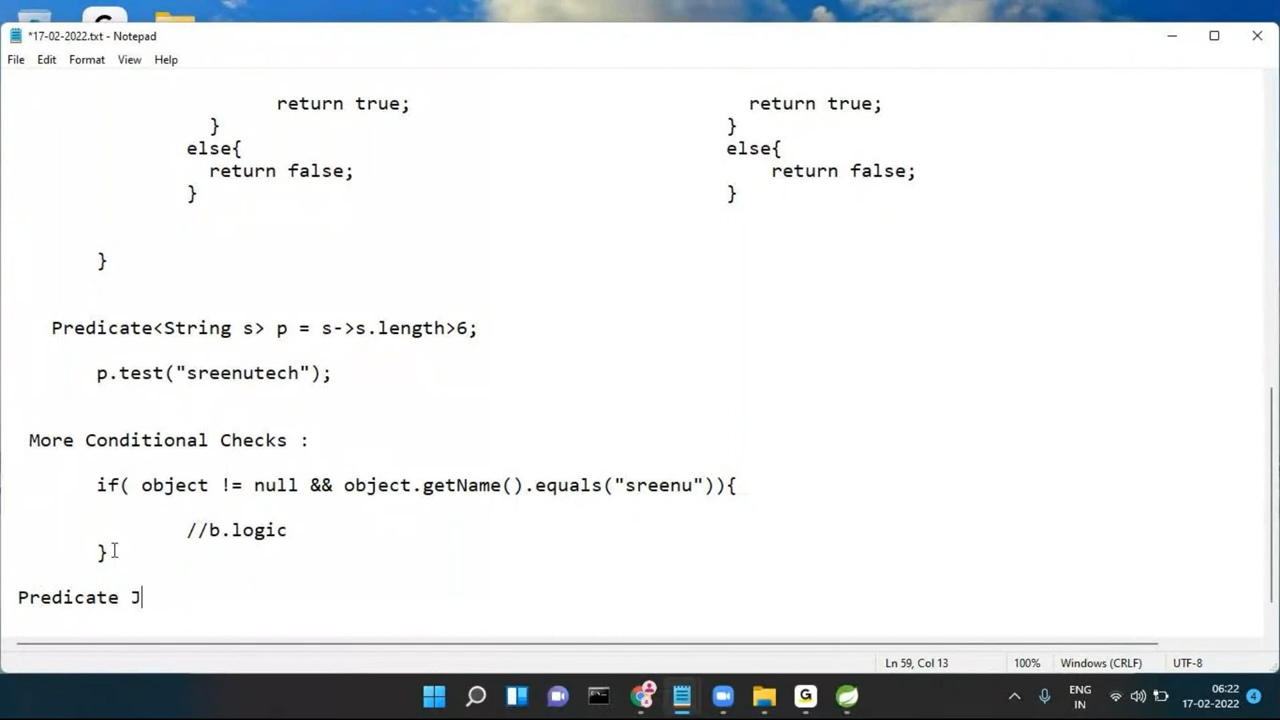 *17-02-2022.txt - Notepad
File Edit Format View Help
return true; return true;
} }
else{ else{
return false; return false;
} }
}
Predicate<String s> p = s->s.length>6;
p.test("sreenutech");
More Conditional Checks :
if( object != null && object.getName().equals("sreenu")){
//b.logic
}
Predicate J
Ln 59, Col 13 100% Windows (CRLF) UTF-8
ENG 06:22
IN 17-02-2022 4